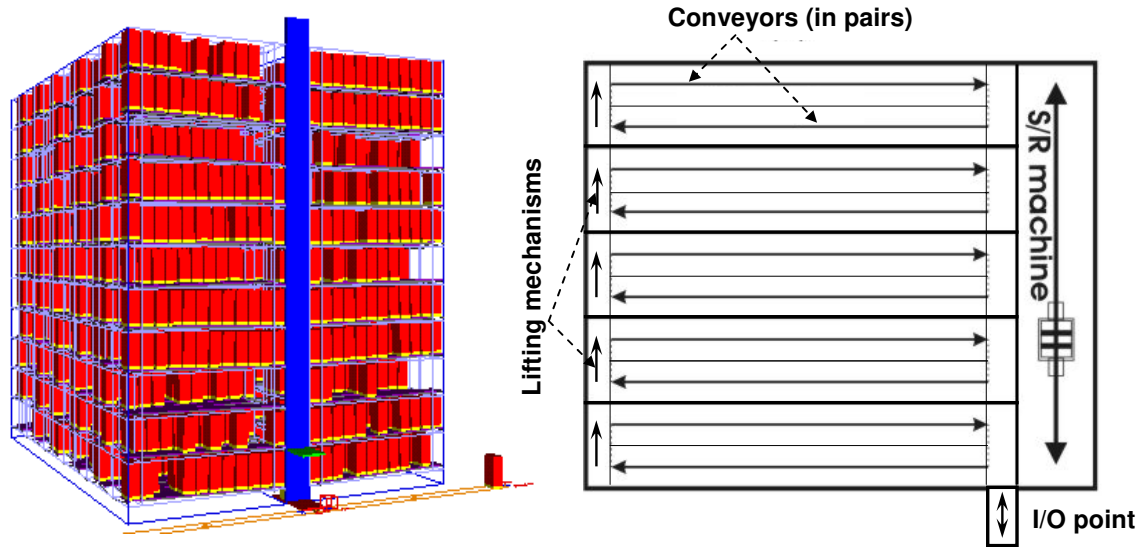 Conveyors (in pairs)
Lifting mechanisms
S/R machine
I/O point